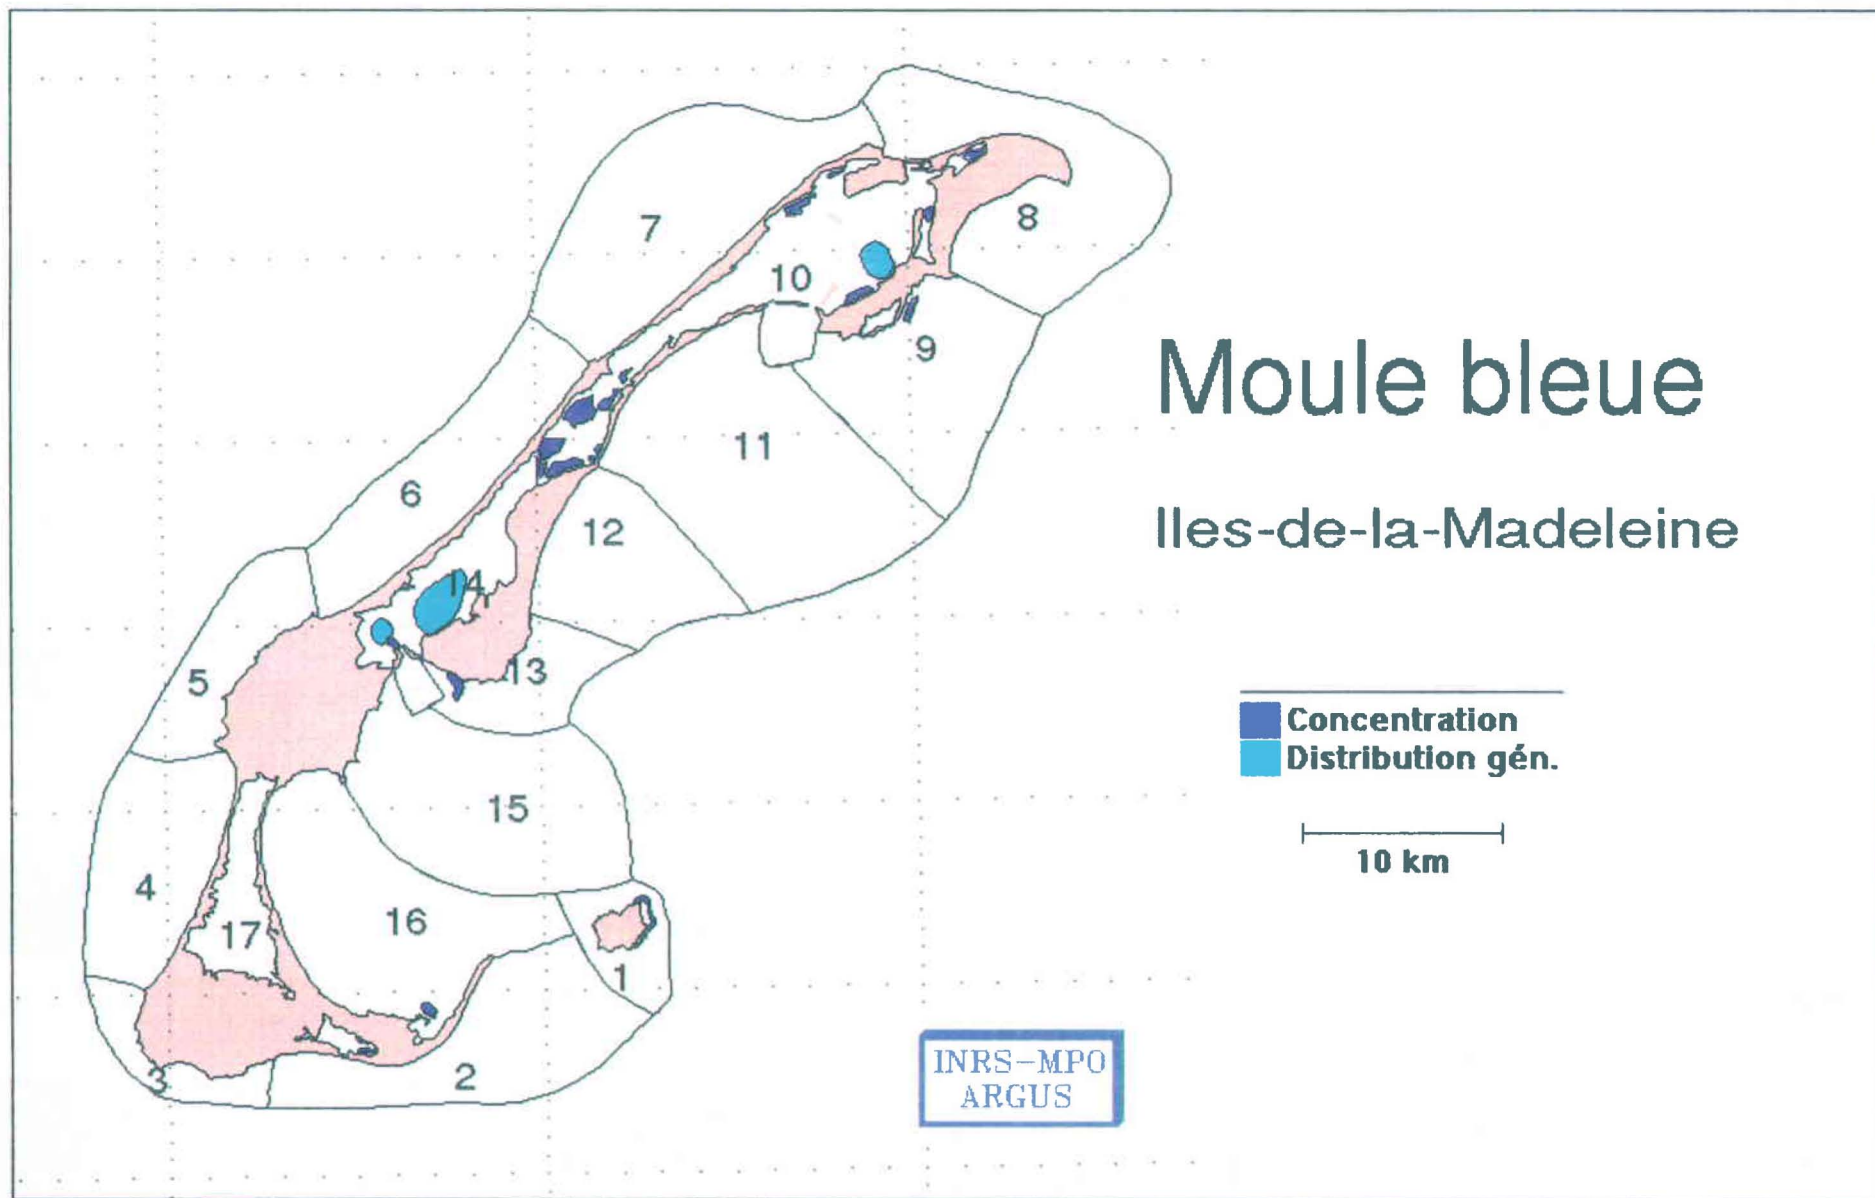 7
8
10
9
Moule bleue
11
6
Iles-de-la-Madeleine
12
14
13
5
Concentration
Distribution gén.
15
10 km
4
16
17
1
INRS-MPO
ARGUS
3
2